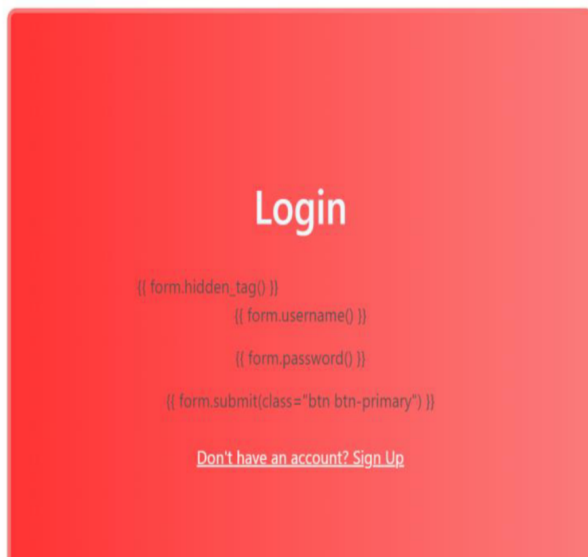 Login
{{ form.hidden_tag() }}
{{ form.username() }}
{{ form.password() }}
{{ form.submit(class="btn btn-primary") }}
Don't have an account? Sign Up